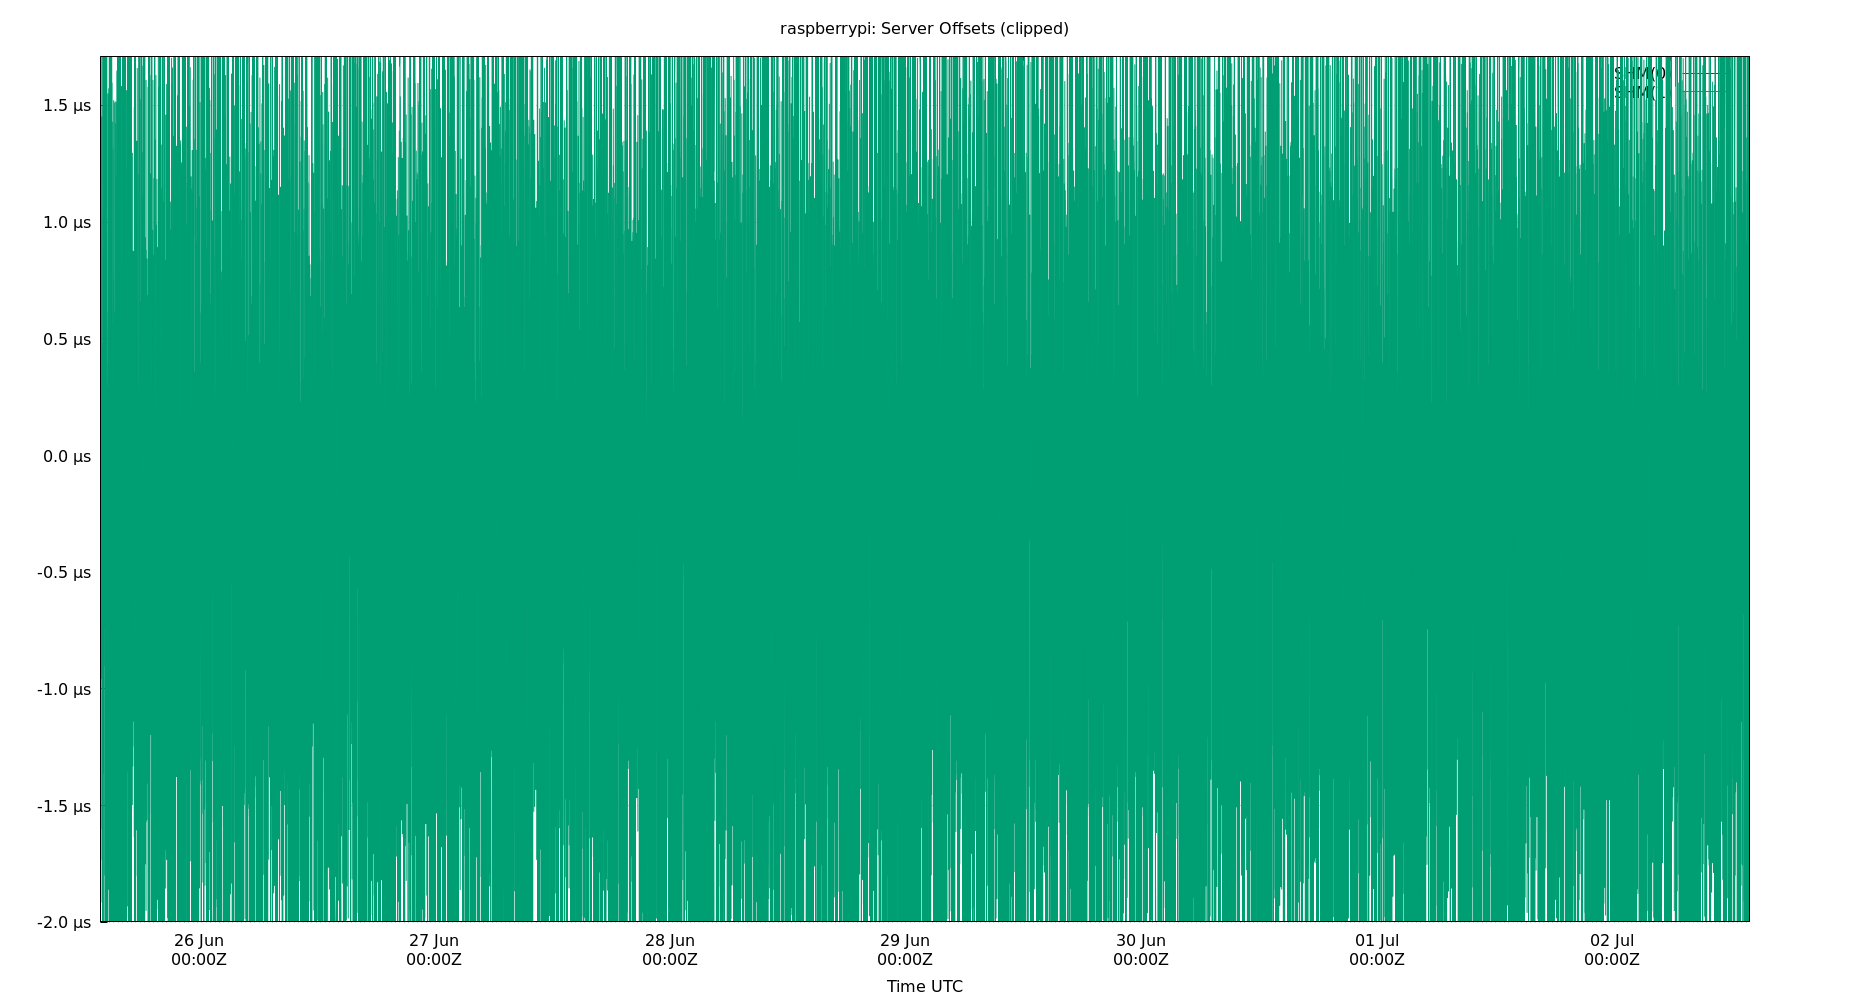 raspberrypi: Server Offsets (clipped)
SHM(0)
1.5 µs
1.0 µs
0.5 µs
0.0 µs
-0.5 µs
-1.0 µs
-1.5 µs
-2.0 µs
26 Jun 27 Jun 28 Jun 29 Jun 30 Jun 01 Jul 02 Jul
00:00Z 00:00Z 00:00Z 00:00Z 00:00Z 00:00Z 00:00Z
Time UTC